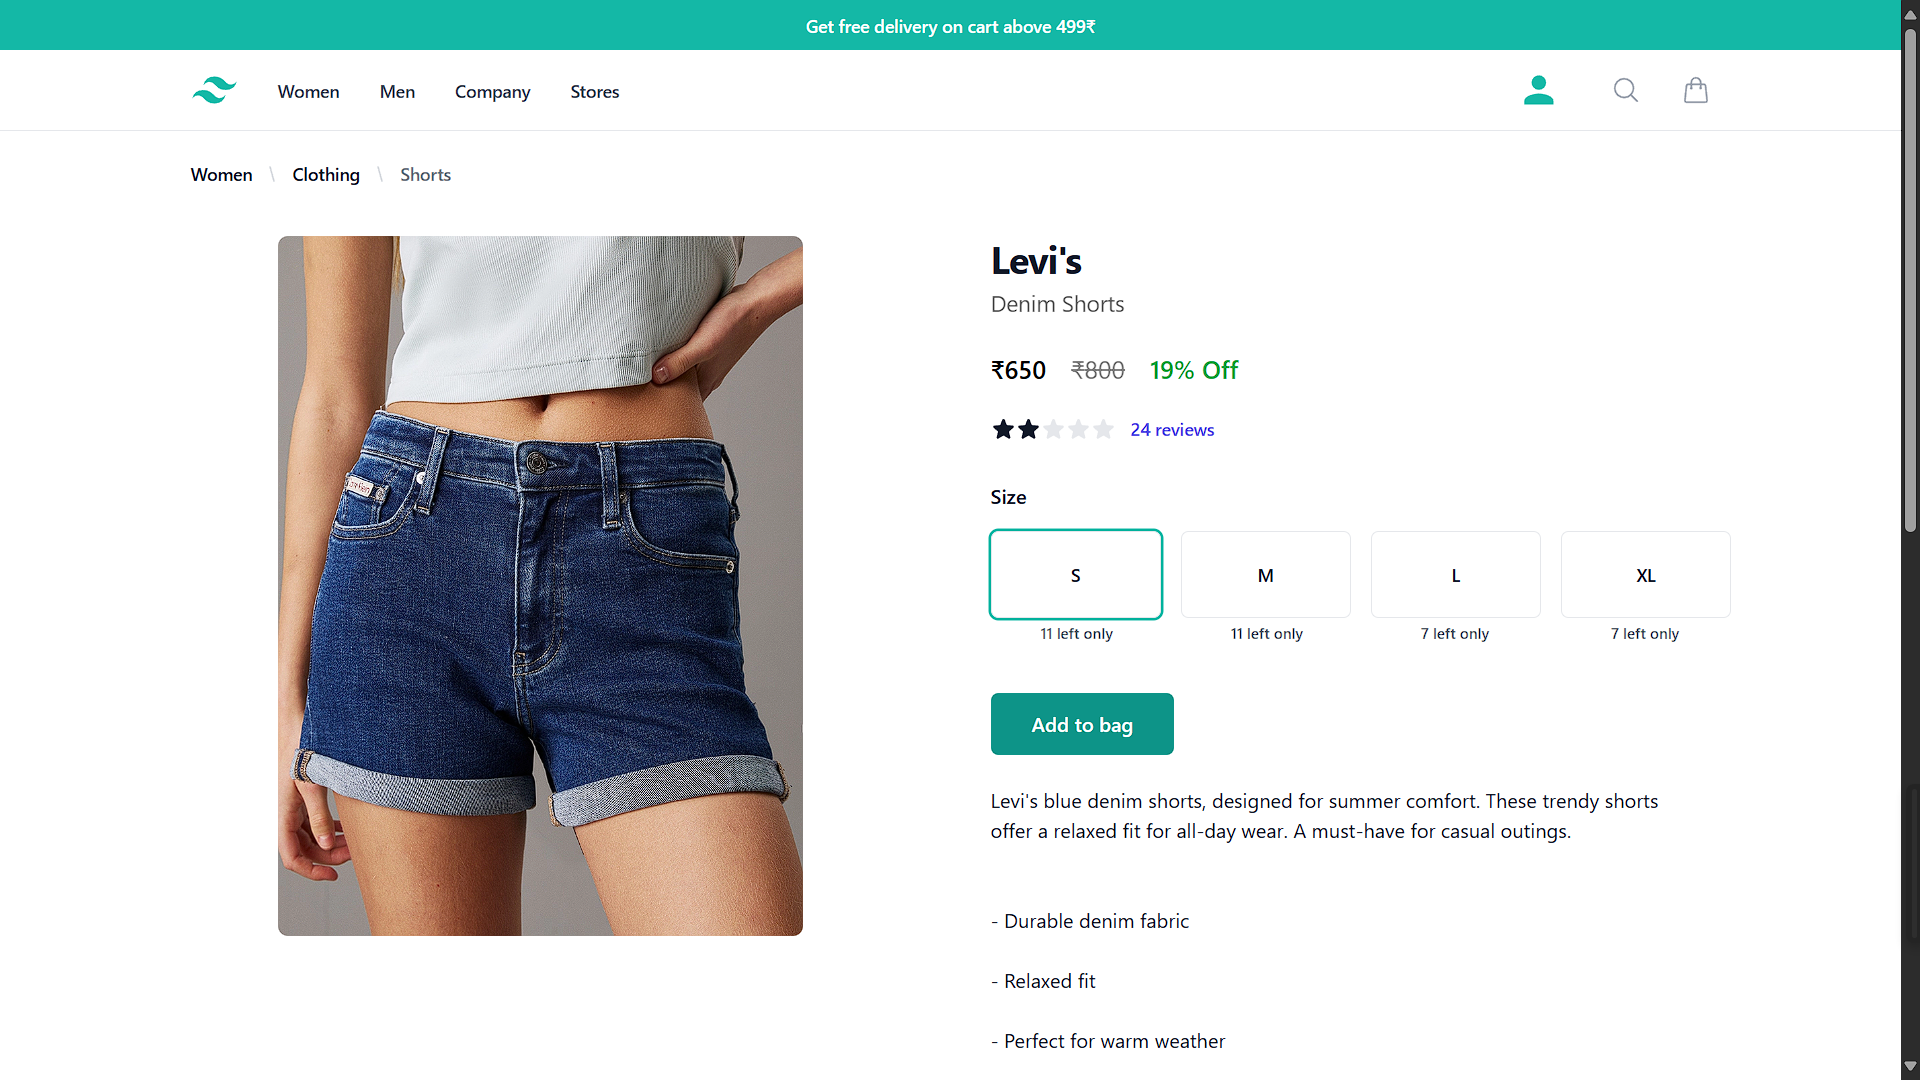 Get free delivery on cart above 499₹
Women Men Company Stores
Women \ Clothing \ Shorts
Levi's
Denim Shorts
₹650 ₹800 19% Off
24 reviews
Size
S M L XL
11 left only 11 left only 7 left only 7 left only
Add to bag
Levi's blue denim shorts, designed for summer comfort. These trendy shorts
offer a relaxed fit for all-day wear. A must-have for casual outings.
- Durable denim fabric
- Relaxed fit
- Perfect for warm weather